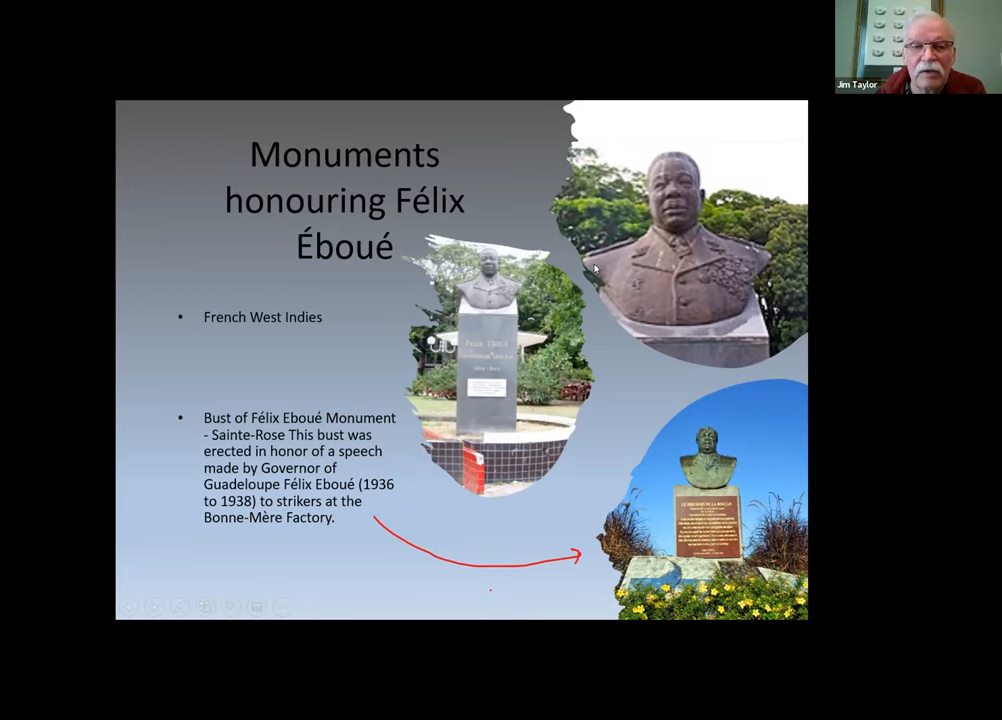 Jim Taylor
Monuments
honouring Félix
Éboué
• French West Indies
• Bust of Félix Eboué Monument
- Sainte-Rose This bust was
erected in honor of a speech
made by Governor of
Guadeloupe Félix Eboué (1936
to 1938) to strikers at the
Bonne-Mère Factory.
FELIX EBOUÉ